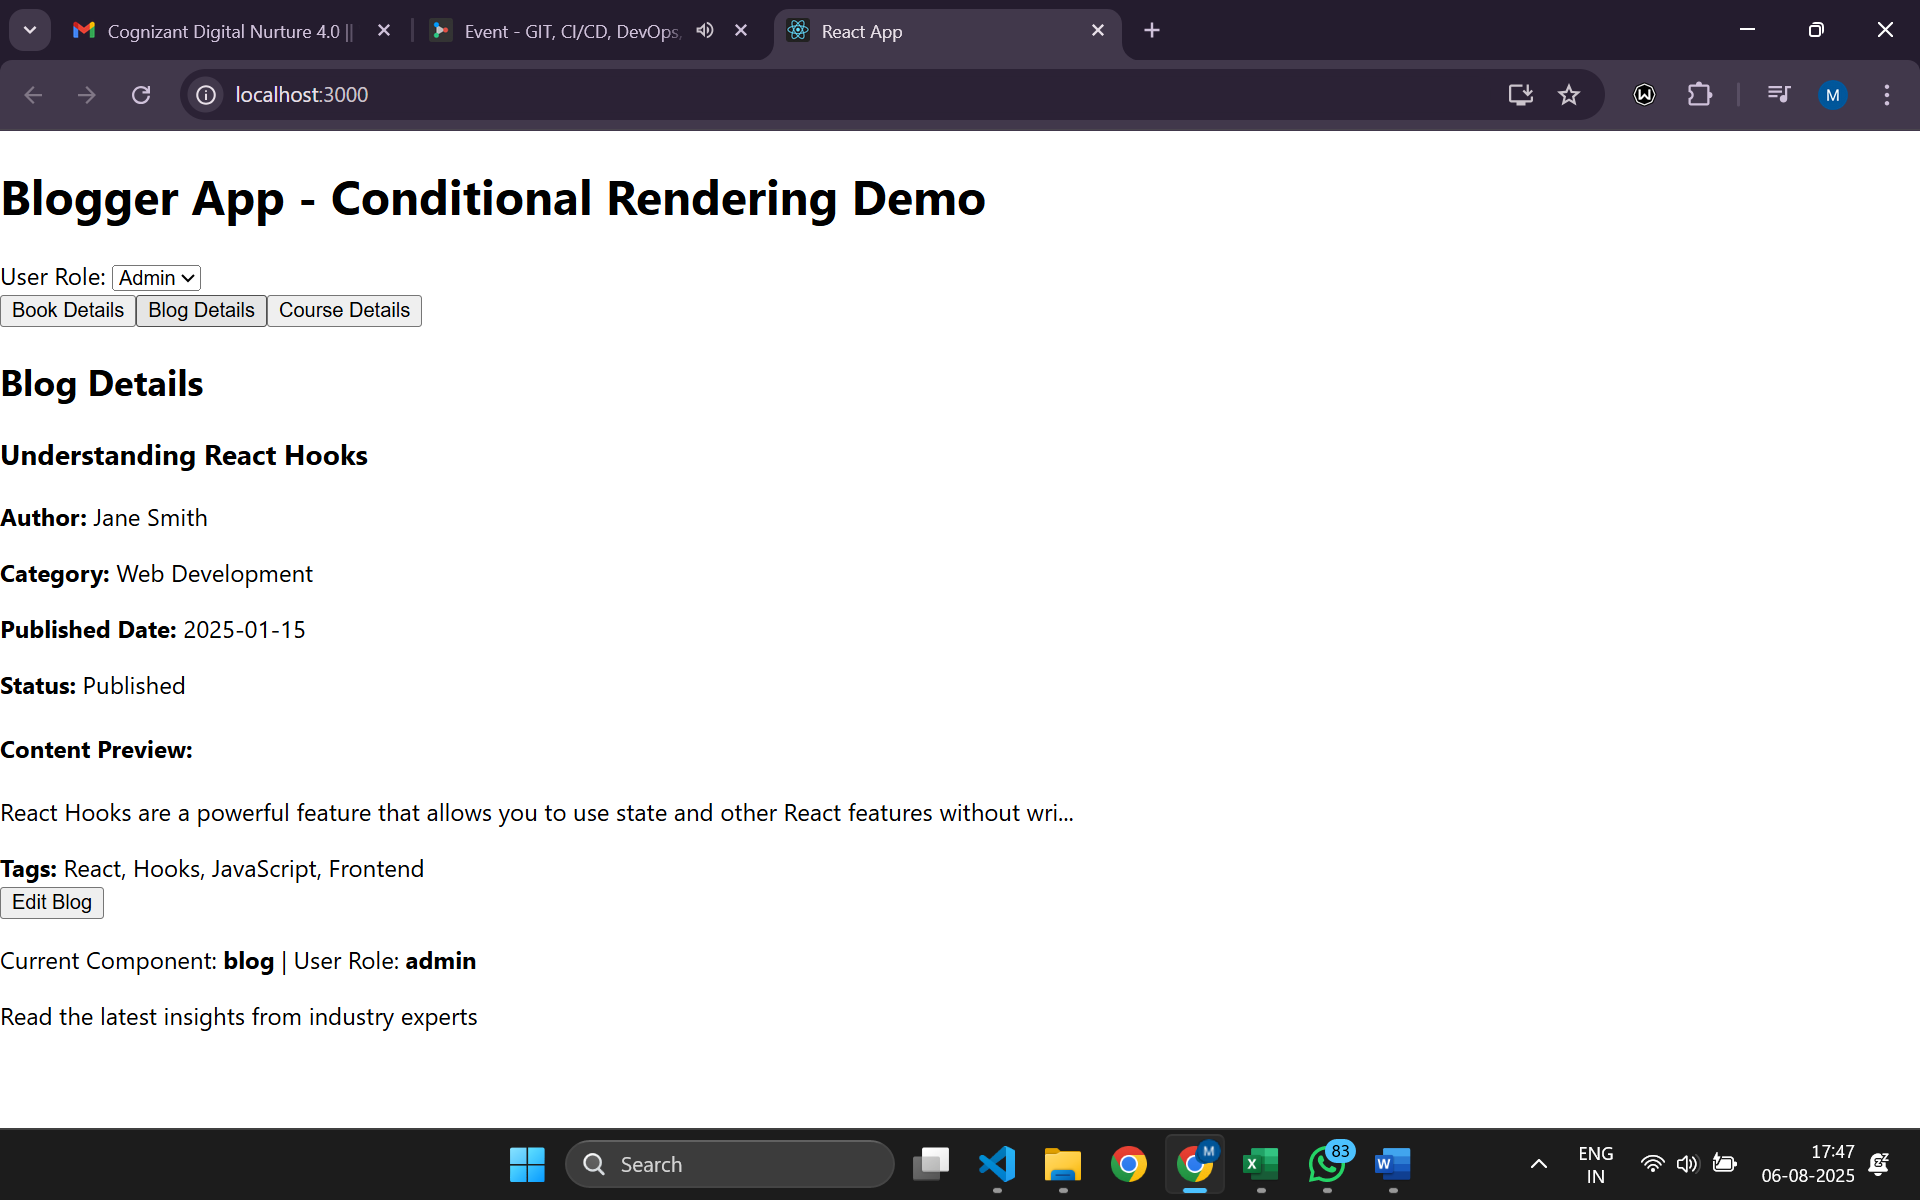 Cognizant Digital Nurture 4.0 ||
Event - GIT, CI/CD, DevOps,
React App
localhost:3000
M
Blogger App - Conditional Rendering Demo
User Role: Admin
Book Details Blog Details Course Details
Blog Details
Understanding React Hooks
Author: Jane Smith
Category: Web Development
Published Date: 2025-01-15
Status: Published
Content Preview:
React Hooks are a powerful feature that allows you to use state and other React features without wri...
Tags: React, Hooks, JavaScript, Frontend
Edit Blog
Current Component: blog | User Role: admin
Read the latest insights from industry experts
Search
M
83
ENG
IN
17:47
06-08-2025